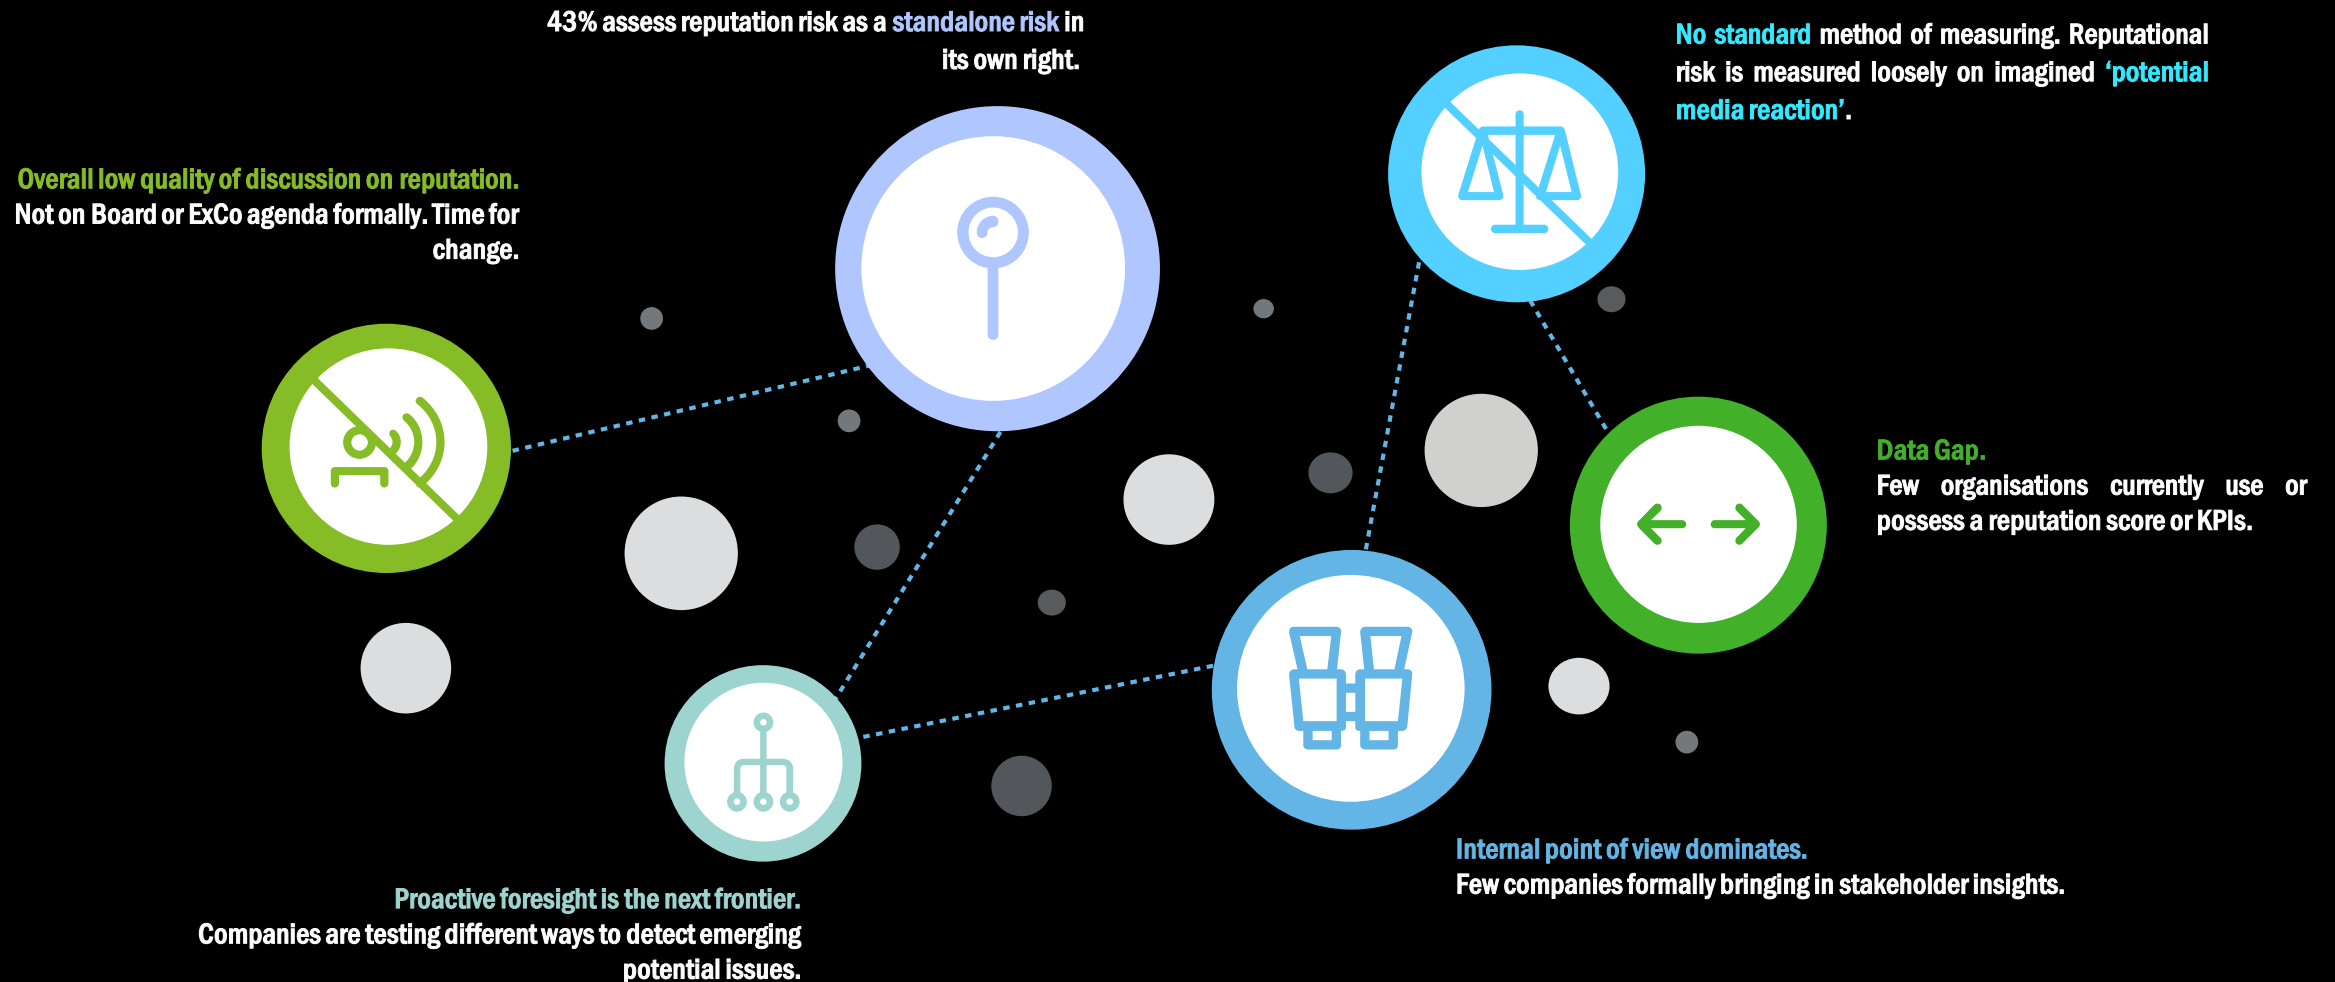 43% assess reputation risk as a standalone risk in
its own right.
No standard method of measuring. Reputational
risk is measured loosely on imagined ‘potential
media reaction’.
Overall low quality of discussion on reputation.
Not on Board or ExCo agenda formally. Time for
change.
Data Gap.
Few organisations currently use or
possess a reputation score or KPIs.
Internal point of view dominates.
Few companies formally bringing in stakeholder insights.
Proactive foresight is the next frontier.
Companies are testing different ways to detect emerging
potential issues.